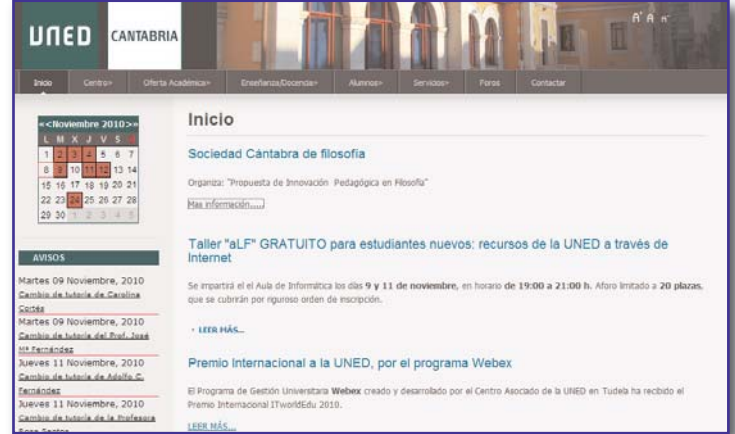 UNED CANTABRIA
A A A
Inicio Centro» Oferta Académica» Enseñanza/Docencia» Alumnos» Servicios» Foros Contactar
«<Noviembre 2010>»
L M X J V S D
1 2 3 4 5 6 7
8 9 10 11 12 13 14
15 16 17 18 19 20 21
22 23 24 25 26 27 28
29 30 1 2 3 4 5
AVISOS
Martes 09 Noviembre, 2010
Cambio de tutoría de Carolina
Cortés
Martes 09 Noviembre, 2010
Cambio de tutoría del Prof. José
Mª Fernández
Jueves 11 Noviembre, 2010
Cambio de tutoría de Adolfo C.
Fernández
Jueves 11 Noviembre, 2010
Cambio de tutoría de la Profesora
Rosa Santos
Inicio
Sociedad Cántabra de filosofía
Organiza: "Propuesta de Innovación Pedagógica en Filosofía"
Mas información.....
Taller "aLF" GRATUITO para estudiantes nuevos: recursos de la UNED a través de
Internet
Se impartirá el el Aula de Informática los días 9 y 11 de noviembre, en horario de 19:00 a 21:00 h. Aforo limitado a 20 plazas,
que se cubrirán por riguroso orden de inscripción.
LEER MÁS...
Premio Internacional a la UNED, por el programa Webex
El Programa de Gestión Universitaria Webex creado y desarrollado por el Centro Asociado de la UNED en Tudela ha recibido el
Premio Internacional ITworldEdu 2010.
LEER MÁS...